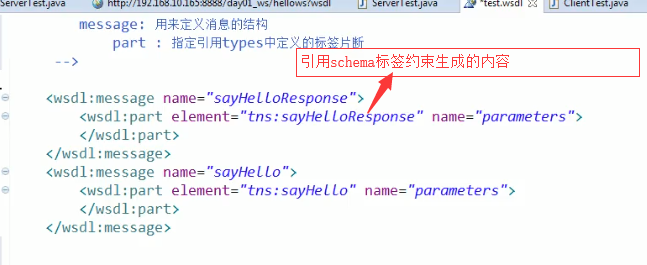 ServerTest.java
http://192.168.10.165:8888/day01_ws/hellows?wsdl
ServerTest.java
*test.wsdl
ClientTest.java
message: 用来定义消息的结构
part : 指定引用types中定义的标签片断
-->
引用schema标签约束生成的内容
<wsdl:message name="sayHelloResponse">
<wsdl:part element="tns:sayHelloResponse" name="parameters">
</wsdl:part>
</wsdl:message>
<wsdl:message name="sayHello">
<wsdl:part element="tns:sayHello" name="parameters">
</wsdl:part>
</wsdl:message>